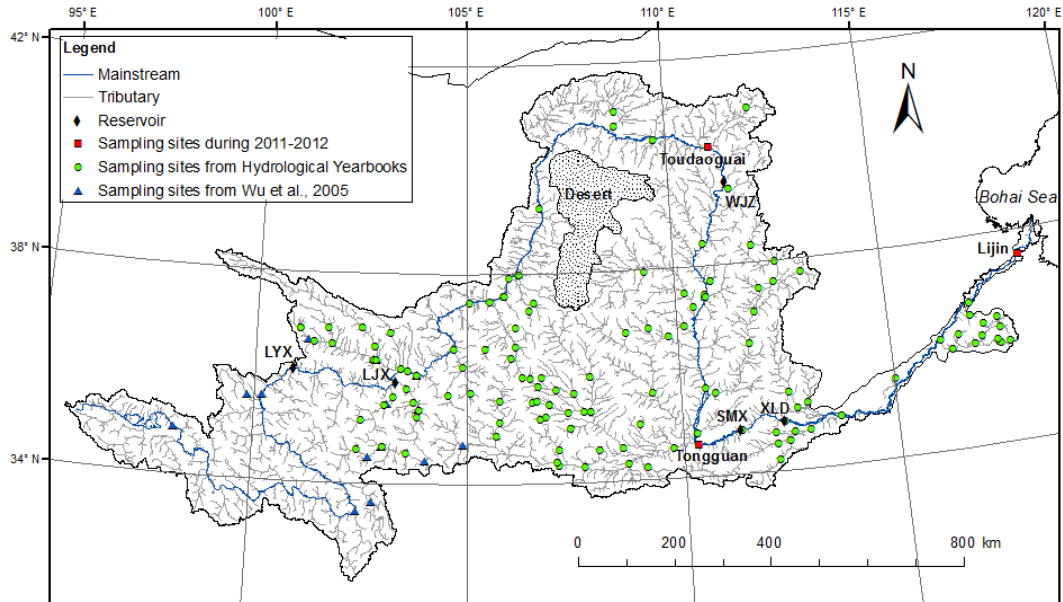 95° E 100° E 105° E 110° E 115° E 120° E
42° N
38° N
34° N
Legend
Mainstream
Tributary
Reservoir
Sampling sites during 2011-2012
Sampling sites from Hydrological Yearbooks
Sampling sites from Wu et al., 2005
N
Toudaoguai
WJZ
Desert
Bohai Sea
Lijin
LYX
LJX
SMX
XLD
Tongguan
0 200 400 800 km